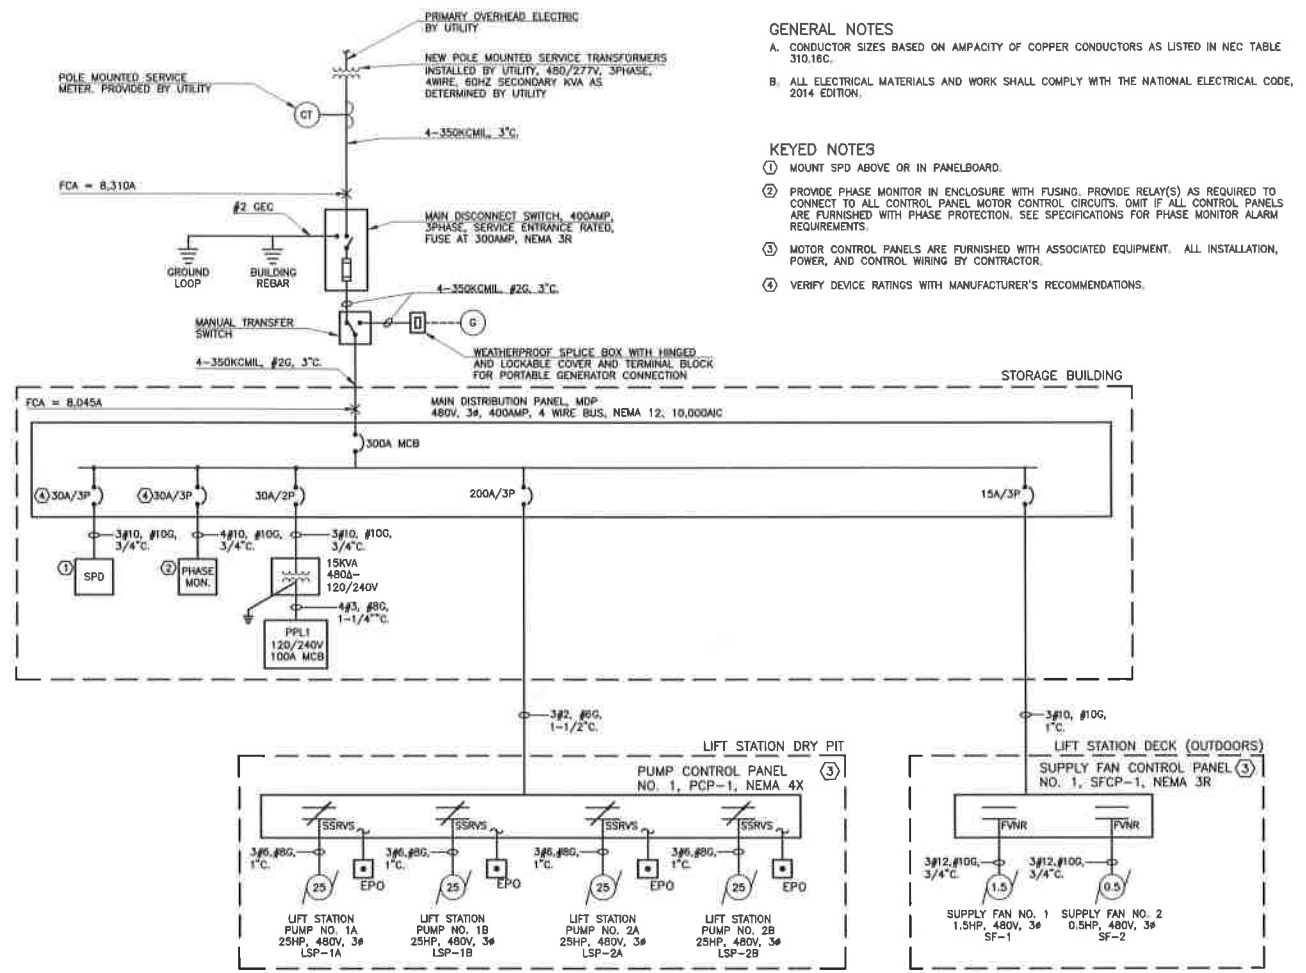 PRIMARY OVERHEAD ELECTRIC
BY UTILITY
NEW POLE MOUNTED SERVICE TRANSFORMERS
INSTALLED BY UTILITY, 480/277V, 3PHASE,
4WIRE, 60HZ SECONDARY KVA AS
DETERMINED BY UTILITY
POLE MOUNTED SERVICE
METER. PROVIDED BY UTILITY
CT
4-350KCMIL, 3"C.
FCA = 8,310A
#2 GEC
MAIN DISCONNECT SWITCH, 400AMP,
3PHASE, SERVICE ENTRANCE RATED,
FUSE AT 300AMP, NEMA 3R
GROUND
LOOP
BUILDING
REBAR
4-350KCMIL, #2G, 3"C.
MANUAL TRANSFER
SWITCH
G
WEATHERPROOF SPLICE BOX WITH HINGED
AND LOCKABLE COVER AND TERMINAL BLOCK
FOR PORTABLE GENERATOR CONNECTION
4-350KCMIL, #2G, 3"C.
GENERAL NOTES
A. CONDUCTOR SIZES BASED ON AMPACITY OF COPPER CONDUCTORS AS LISTED IN NEC TABLE
310.16C.
B. ALL ELECTRICAL MATERIALS AND WORK SHALL COMPLY WITH THE NATIONAL ELECTRICAL CODE,
2014 EDITION.
KEYED NOTES
1 MOUNT SPD ABOVE OR IN PANELBOARD.
2 PROVIDE PHASE MONITOR IN ENCLOSURE WITH FUSING. PROVIDE RELAY(S) AS REQUIRED TO
CONNECT TO ALL CONTROL PANEL MOTOR CONTROL CIRCUITS. OMIT IF ALL CONTROL PANELS
ARE FURNISHED WITH PHASE PROTECTION. SEE SPECIFICATIONS FOR PHASE MONITOR ALARM
REQUIREMENTS.
3 MOTOR CONTROL PANELS ARE FURNISHED WITH ASSOCIATED EQUIPMENT. ALL INSTALLATION,
POWER, AND CONTROL WIRING BY CONTRACTOR.
4 VERIFY DEVICE RATINGS WITH MANUFACTURER'S RECOMMENDATIONS.
STORAGE BUILDING
FCA = 8,045A
MAIN DISTRIBUTION PANEL, MDP
480V, 3ø, 400AMP, 4 WIRE BUS, NEMA 12, 10,000AIC
300A MCB
4 30A/3P
4 30A/3P
30A/2P
200A/3P
15A/3P
3#10, #10G,
3/4"C.
4#10, #10G,
3/4"C.
3#10, #10G,
3/4"C.
1 SPD
2 PHASE
MON.
15KVA
480Δ-
120/240V
4#3, #8G,
1-1/4""C.
PPL1
120/240V
100A MCB
3#2, #6G,
1-1/2"C.
3#10, #10G,
1"C.
LIFT STATION DRY PIT
PUMP CONTROL PANEL 3
NO. 1, PCP-1, NEMA 4X
SSRVS
SSRVS
SSRVS
SSRVS
3#6,#8G,
1"C.
3#6,#8G,
1"C.
3#6,#8G,
1"C.
3#6,#8G,
1"C.
25
EPO
25
EPO
25
EPO
25
EPO
LIFT STATION
PUMP NO. 1A
25HP, 480V, 3ø
LSP-1A
LIFT STATION
PUMP NO. 1B
25HP, 480V, 3ø
LSP-1B
LIFT STATION
PUMP NO. 2A
25HP, 480V, 3ø
LSP-2A
LIFT STATION
PUMP NO. 2B
25HP, 480V, 3ø
LSP-2B
LIFT STATION DECK (OUTDOORS)
SUPPLY FAN CONTROL PANEL 3
NO. 1, SFCP-1, NEMA 3R
FVNR
FVNR
3#12,#10G,
3/4"C.
3#12,#10G,
3/4"C.
1.5
0.5
SUPPLY FAN NO. 1
1.5HP, 480V, 3ø
SF-1
SUPPLY FAN NO. 2
0.5HP, 480V, 3ø
SF-2